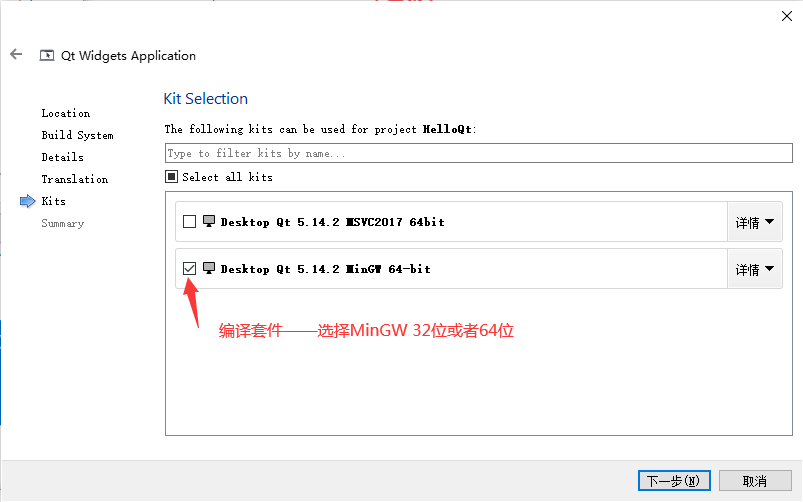 Qt Widgets Application
Location
Build System
Details
Translation
Kits
Summary
Kit Selection
The following kits can be used for project HelloQt:
Type to filter kits by name...
Select all kits
Desktop Qt 5.14.2 MSVC2017 64bit
详情
Desktop Qt 5.14.2 MinGW 64-bit
详情
编译套件——选择MinGW 32位或者64位
下一步(N)
取消